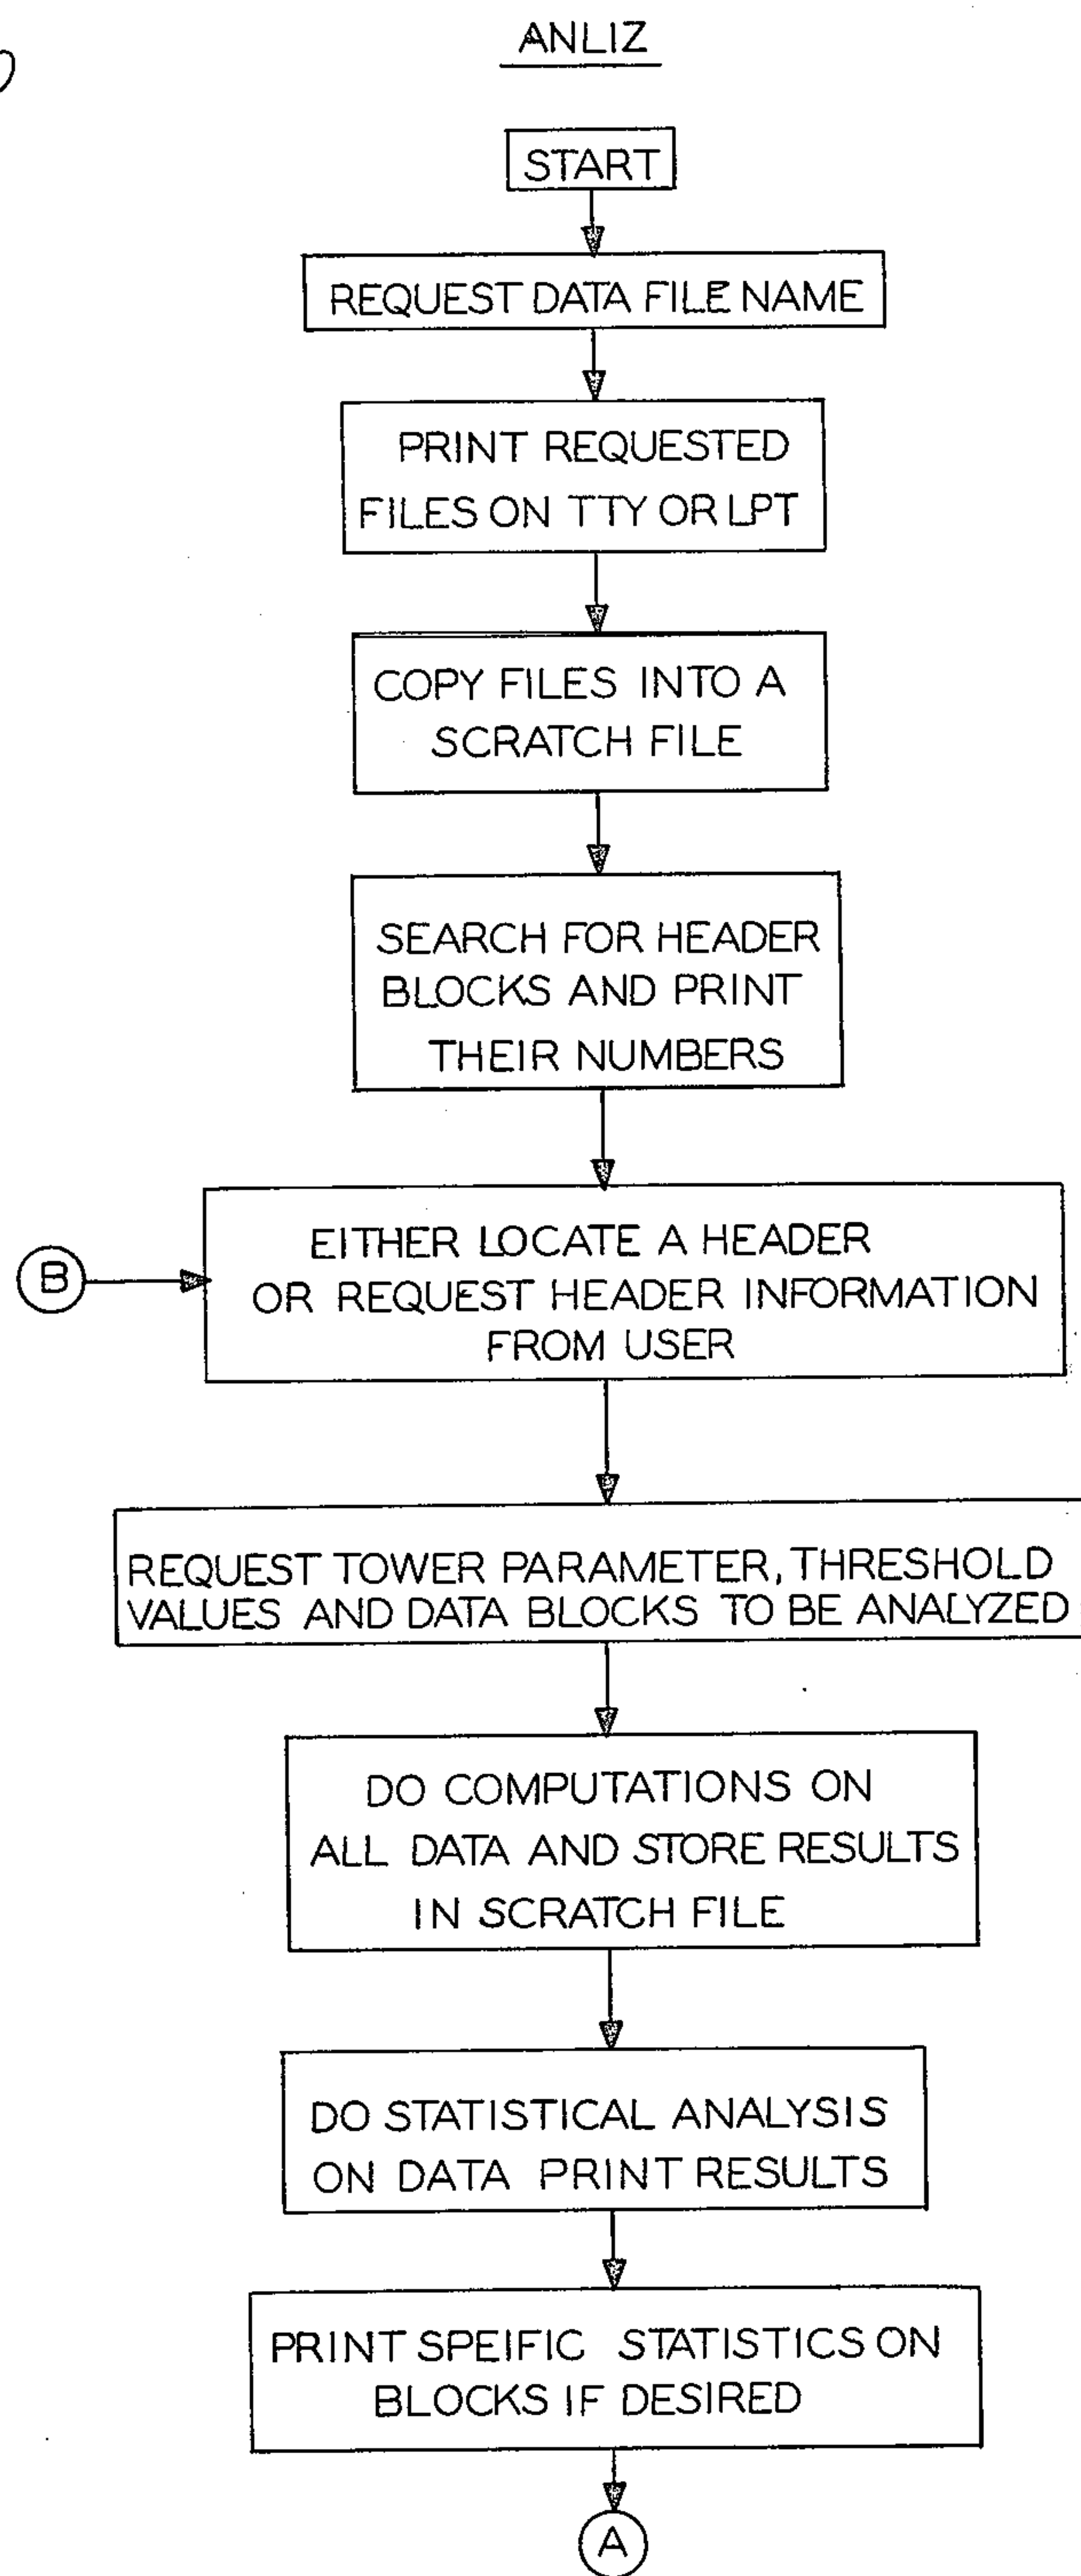 ANLIZ
START
REQUEST DATA FILE NAME
PRINT REQUESTED
FILES ON TTY OR LPT
COPY FILES INTO A
SCRATCH FILE
SEARCH FOR HEADER
BLOCKS AND PRINT
THEIR NUMBERS
B
EITHER LOCATE A HEADER
OR REQUEST HEADER INFORMATION
FROM USER
REQUEST TOWER PARAMETER, THRESHOLD
VALUES AND DATA BLOCKS TO BE ANALYZED
DO COMPUTATIONS ON
ALL DATA AND STORE RESULTS
IN SCRATCH FILE
DO STATISTICAL ANALYSIS
ON DATA PRINT RESULTS
PRINT SPEIFIC STATISTICS ON
BLOCKS IF DESIRED
A